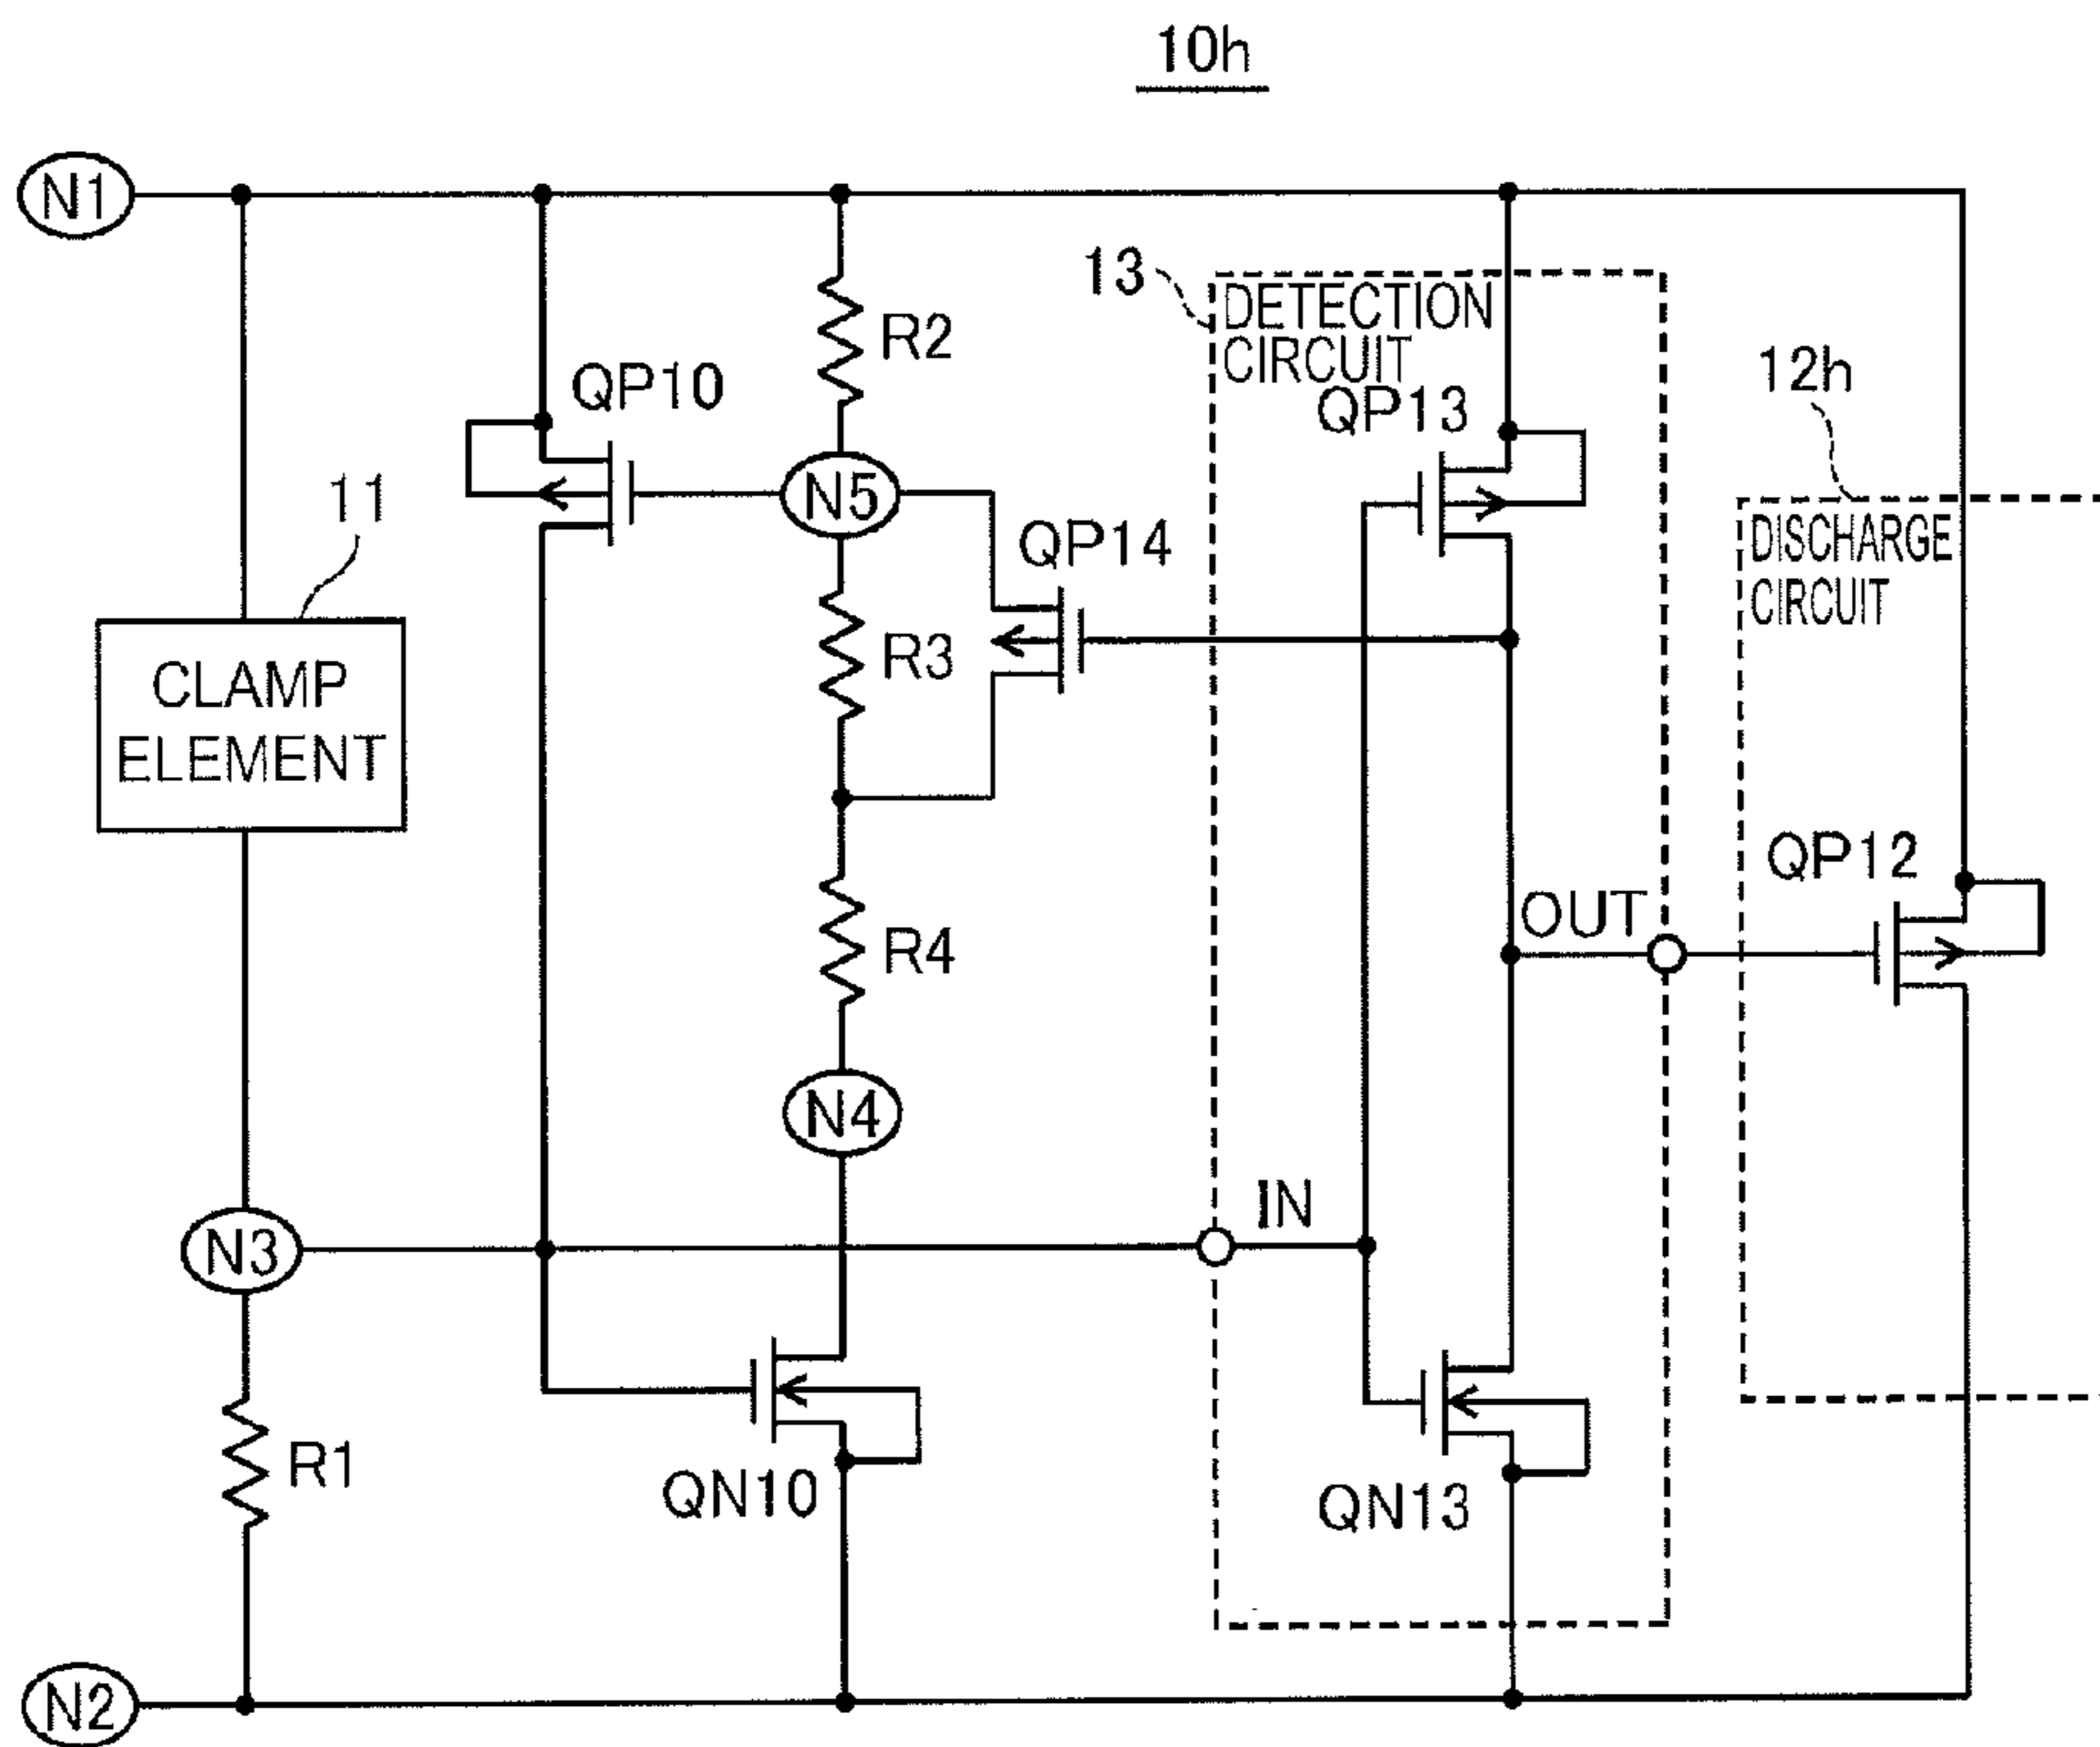 10h
N1
13
DETECTION
CIRCUIT
R2
QP10
QP13
12h
11
N5
DISCHARGE
CIRCUIT
QP14
R3
CLAMP
ELEMENT
QP12
OUT
R4
N4
IN
N3
R1
QN10
QN13
N2